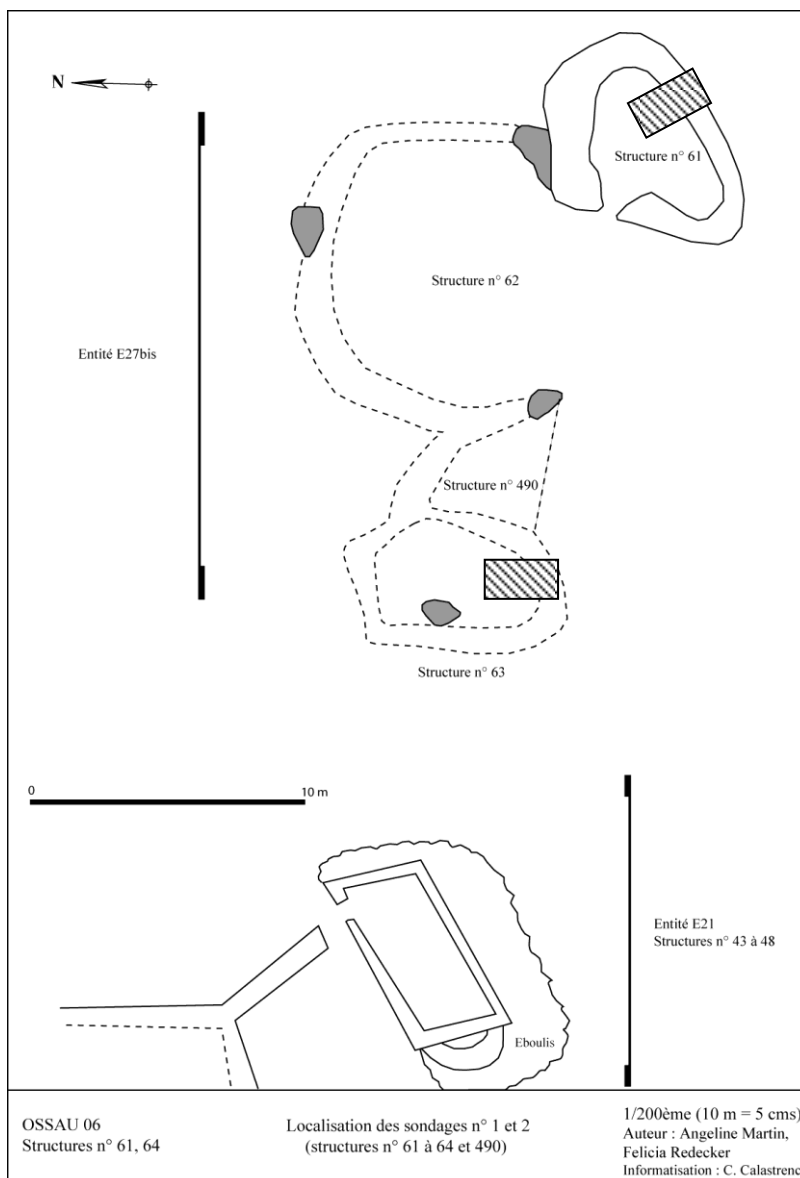 N
Structure n° 61
Structure n° 62
Entité E27bis
Structure n° 490
Structure n° 63
0
10 m
Entité E21
Structures n° 43 à 48
Eboulis
OSSAU 06
Structures n° 61, 64
Localisation des sondages n° 1 et 2
(structures n° 61 à 64 et 490)
1/200ème (10 m = 5 cms)
Auteur : Angeline Martin,
Felicia Redecker
Informatisation : C. Calastrenc